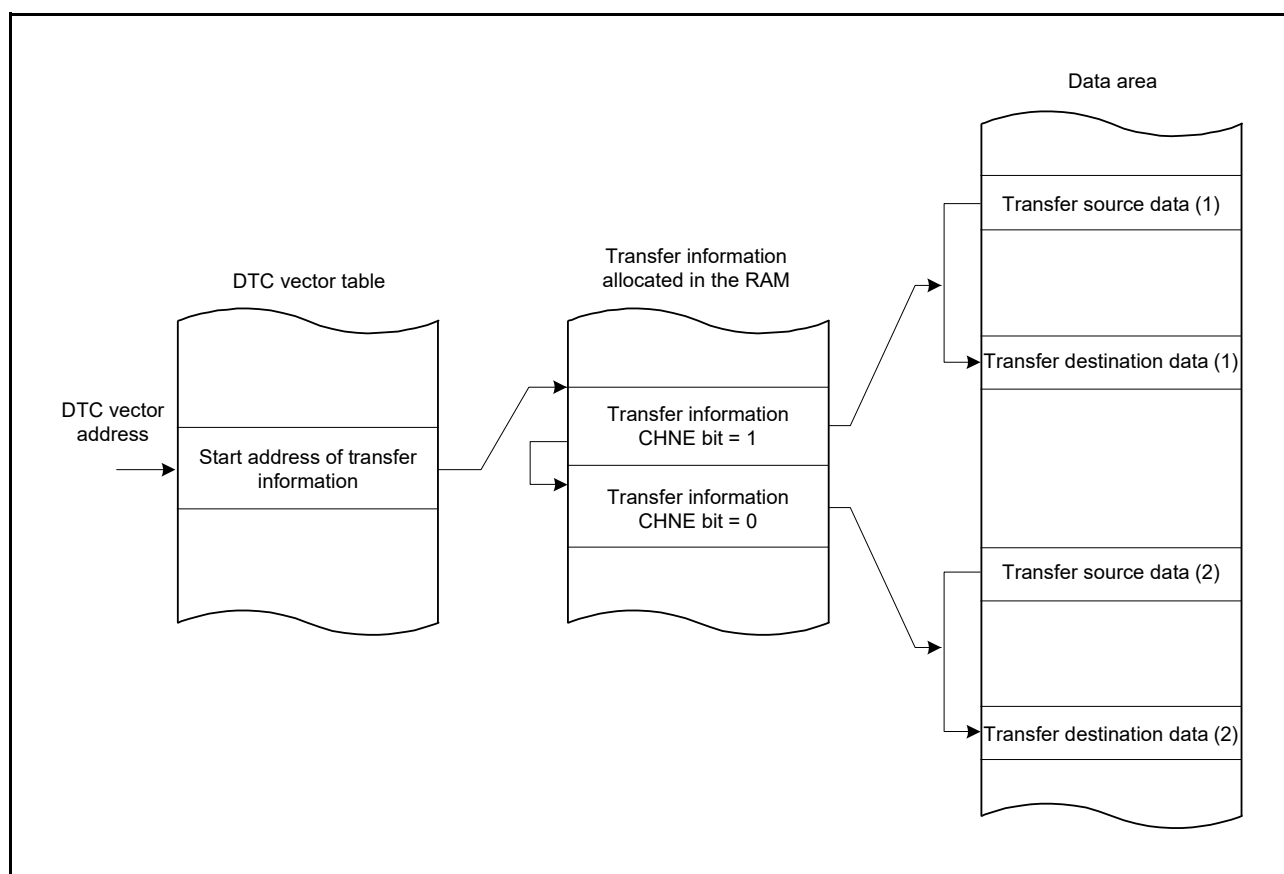 DTC vector table
DTC vector
address
Start address of transfer
information
Transfer information
allocated in the RAM
Transfer information
CHNE bit = 1
Transfer information
CHNE bit = 0
Data area
Transfer source data (1)
Transfer destination data (1)
Transfer source data (2)
Transfer destination data (2)